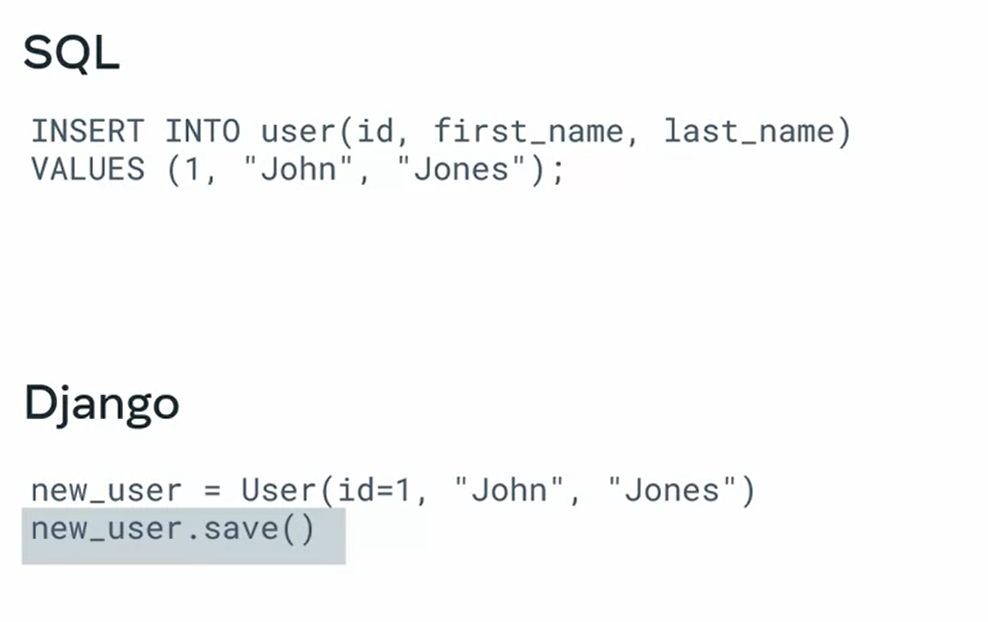 SQL
INSERT INTO user(id, first_name, last_name)
VALUES (1, "John", "Jones");
Django
new_user = User(id=1, "John", "Jones")
new_user.save()